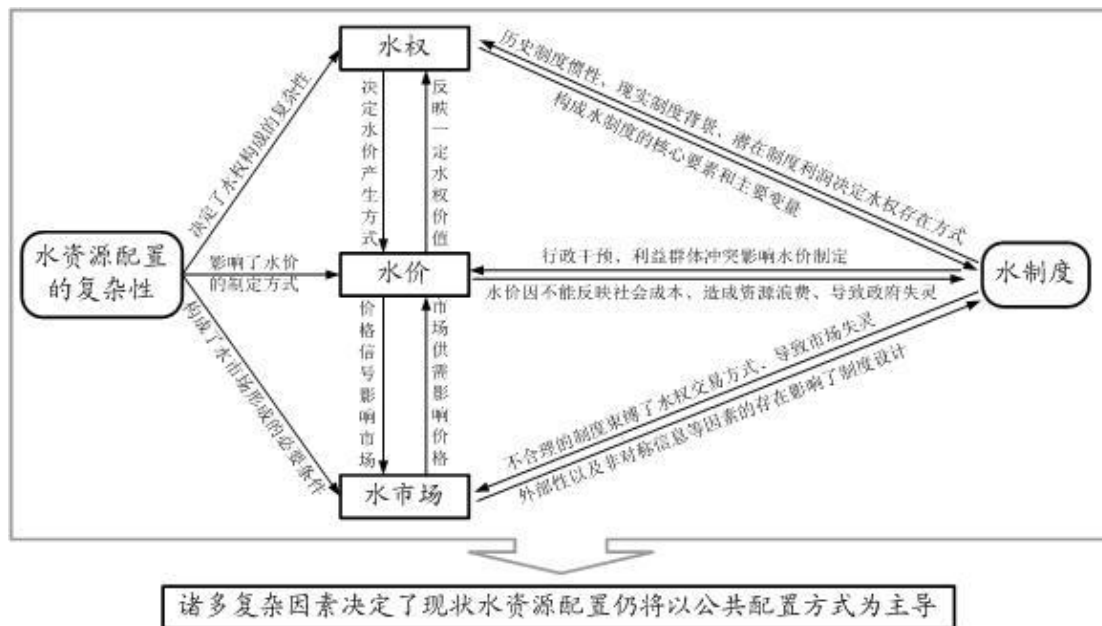 水权
历史制度惯性、现实制度背景、潜在制度利润决定水权存在方式
构成水制度的核心要素和主要变量
决定了水权构成的复杂性
决定水价产生方式
反映一定水权价值
水资源配置
的复杂性
影响了水价
的制定方式
水价
行政干预，利益群体冲突影响水价制定
水价因不能反映社会成本、造成资源浪费、导致政府失灵
水制度
构成了水市场形成的必要条件
价格信号影响市场
市场供需影响价格
不合理的制度束缚了水权交易方式、导致市场失灵
外部性以及非对称信息等因素的存在影响了制度设计
水市场
诸多复杂因素决定了现状水资源配置仍将以公共配置方式为主导